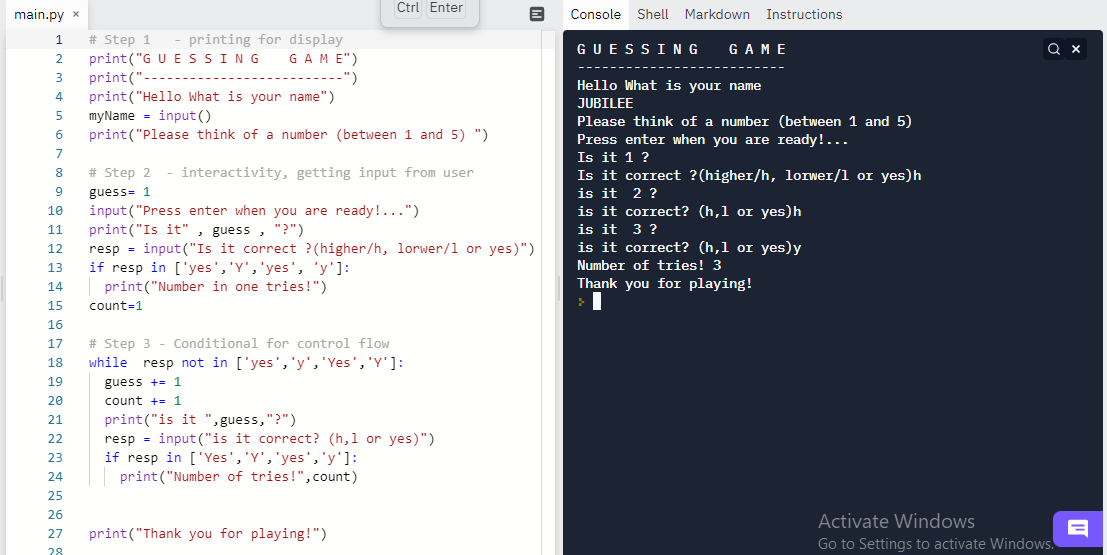 main.py ×
Ctrl Enter
1 # Step 1   - printing for display
2 print("G U E S S I N G    G A M E")
3 print("-------------------------")
4 print("Hello What is your name")
5 myName = input()
6 print("Please think of a number (between 1 and 5) ")
7
8 # Step 2  - interactivity, getting input from user
9 guess= 1
10 input("Press enter when you are ready!...")
11 print("Is it" , guess , "?")
12 resp = input("Is it correct ?(higher/h, lorwer/l or yes)")
13 if resp in ['yes','Y','yes', 'y']:
14   print("Number in one tries!")
15 count=1
16
17 # Step 3 - Conditional for control flow
18 while  resp not in ['yes','y','Yes','Y']:
19   guess += 1
20   count += 1
21   print("is it ",guess,"?")
22   resp = input("is it correct? (h,l or yes)")
23   if resp in ['Yes','Y','yes','y']:
24     print("Number of tries!",count)
25
26
27 print("Thank you for playing!")
28
Console Shell Markdown Instructions
G U E S S I N G    G A M E
-------------------------
Hello What is your name
JUBILEE
Please think of a number (between 1 and 5)
Press enter when you are ready!...
Is it 1 ?
Is it correct ?(higher/h, lorwer/l or yes)h
is it  2 ?
is it correct? (h,l or yes)h
is it  3 ?
is it correct? (h,l or yes)y
Number of tries! 3
Thank you for playing!
Activate Windows
Go to Settings to activate Windows.